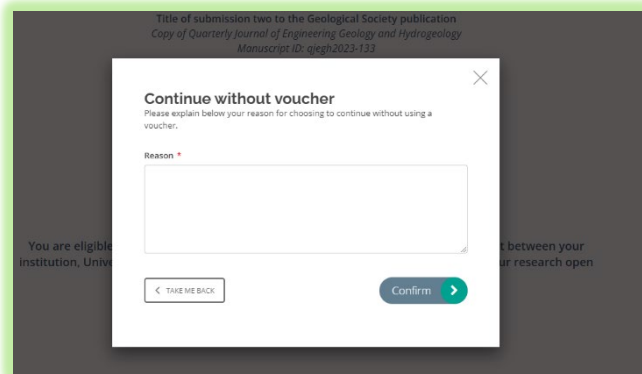 Title of submission two to the Geological Society publication
Copy of Quarterly Journal of Engineering Geology and Hydrogeology
Manuscript ID: qjegh2023-133
Continue without voucher
Please explain below your reason for choosing to continue without using a
voucher.
Reason *
You are eligible t between your
institution, Unive ur research open
TAKE ME BACK
Confirm